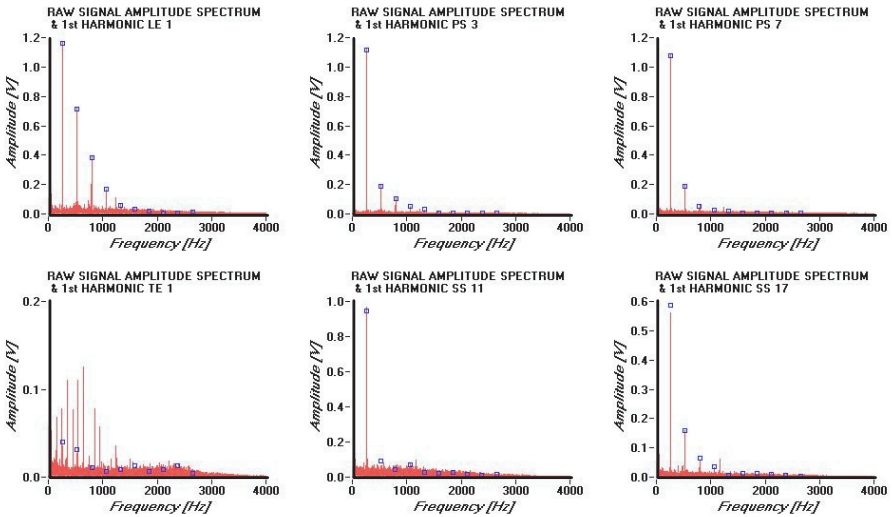 RAW SIGNAL AMPLITUDE SPECTRUM
& 1st HARMONIC LE 1
1.2
1.0
0.8
0.6
0.4
0.2
0.0
Amplitude [V]
0 1000 2000 3000 4000
Frequency [Hz]
RAW SIGNAL AMPLITUDE SPECTRUM
& 1st HARMONIC PS 3
1.2
1.0
0.8
0.6
0.4
0.2
0.0
Amplitude [V]
0 1000 2000 3000 4000
Frequency [Hz]
RAW SIGNAL AMPLITUDE SPECTRUM
& 1st HARMONIC PS 7
1.2
1.0
0.8
0.6
0.4
0.2
0.0
Amplitude [V]
0 1000 2000 3000 4000
Frequency [Hz]
RAW SIGNAL AMPLITUDE SPECTRUM
& 1st HARMONIC TE 1
0.2
0.1
0.0
Amplitude [V]
0 1000 2000 3000 4000
Frequency [Hz]
RAW SIGNAL AMPLITUDE SPECTRUM
& 1st HARMONIC SS 11
1.0
0.8
0.6
0.4
0.2
0.0
Amplitude [V]
0 1000 2000 3000 4000
Frequency [Hz]
RAW SIGNAL AMPLITUDE SPECTRUM
& 1st HARMONIC SS 17
0.6
0.5
0.4
0.3
0.2
0.1
0.0
Amplitude [V]
0 1000 2000 3000 4000
Frequency [Hz]